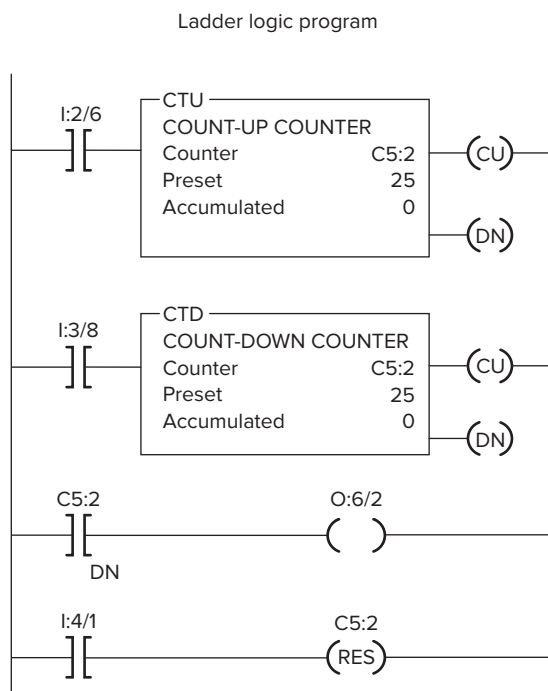 Ladder logic program
I:2/6
CTU
COUNT-UP COUNTER
Counter C5:2
Preset 25
Accumulated 0
CU
DN
I:3/8
CTD
COUNT-DOWN COUNTER
Counter C5:2
Preset 25
Accumulated 0
CU
DN
C5:2
DN
O:6/2
I:4/1
C5:2
RES